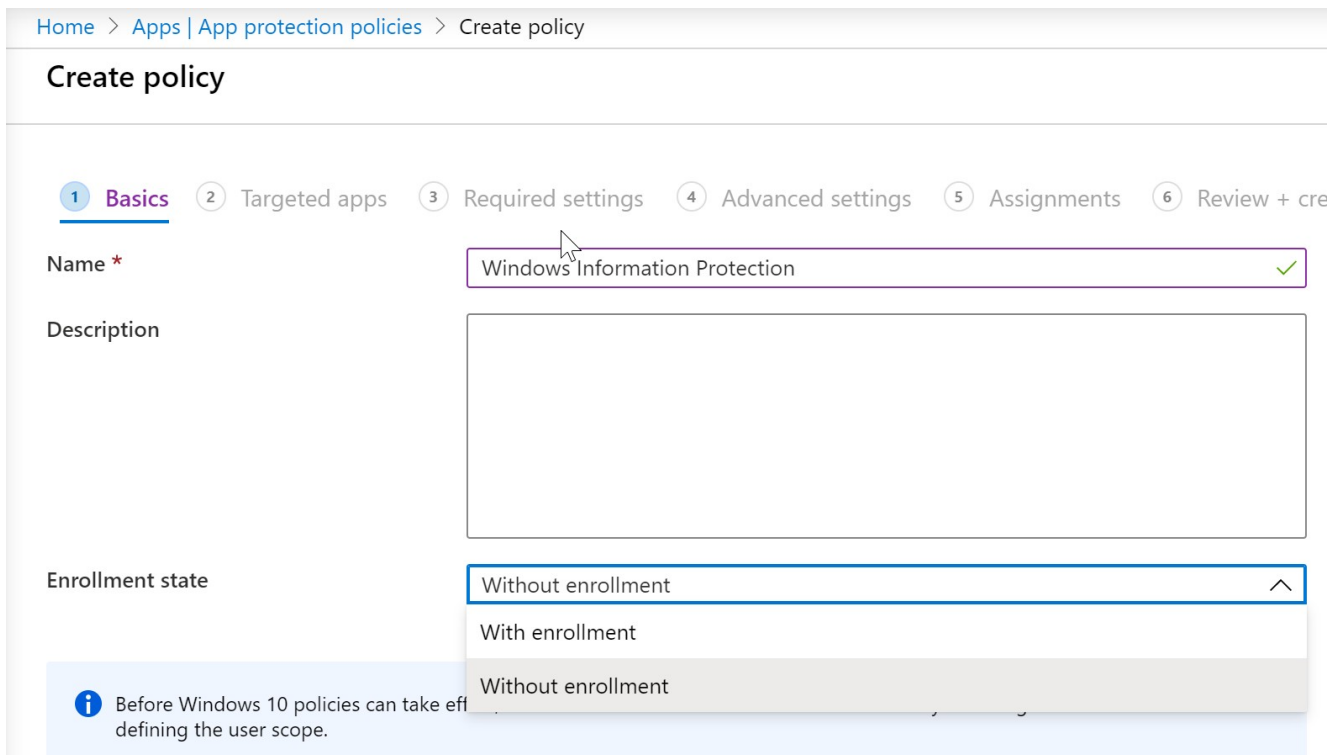 Home > Apps | App protection policies > Create policy
Create policy
1 Basics 2 Targeted apps 3 Required settings 4 Advanced settings 5 Assignments 6 Review + cre
Name *
Windows Information Protection
Description
Enrollment state
Without enrollment
With enrollment
Without enrollment
Before Windows 10 policies can take
defining the user scope.